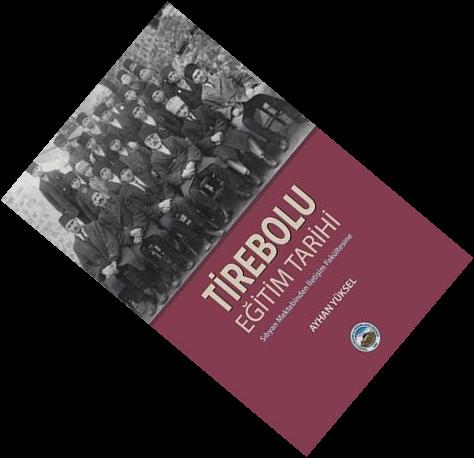 TİREBOLU
EĞİTİM TARİHİ
Sıbyan Mektebinden İletişim Fakültesine
AYHAN YÜKSEL